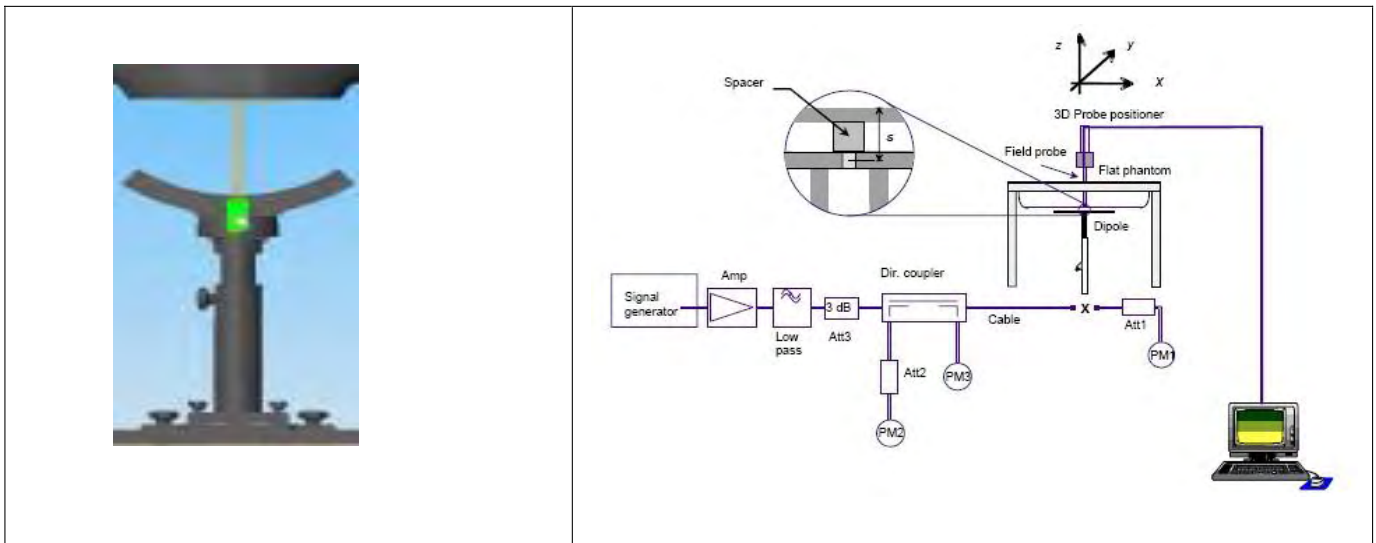 z
y
X
3D Probe positioner
Spacer
s
Field probe
Flat phantom
Dipole
Dir. coupler
Amp
Signal
generator
3 dB
Low
pass
Att3
Cable
X
Att1
PM1
Att2
PM3
PM2